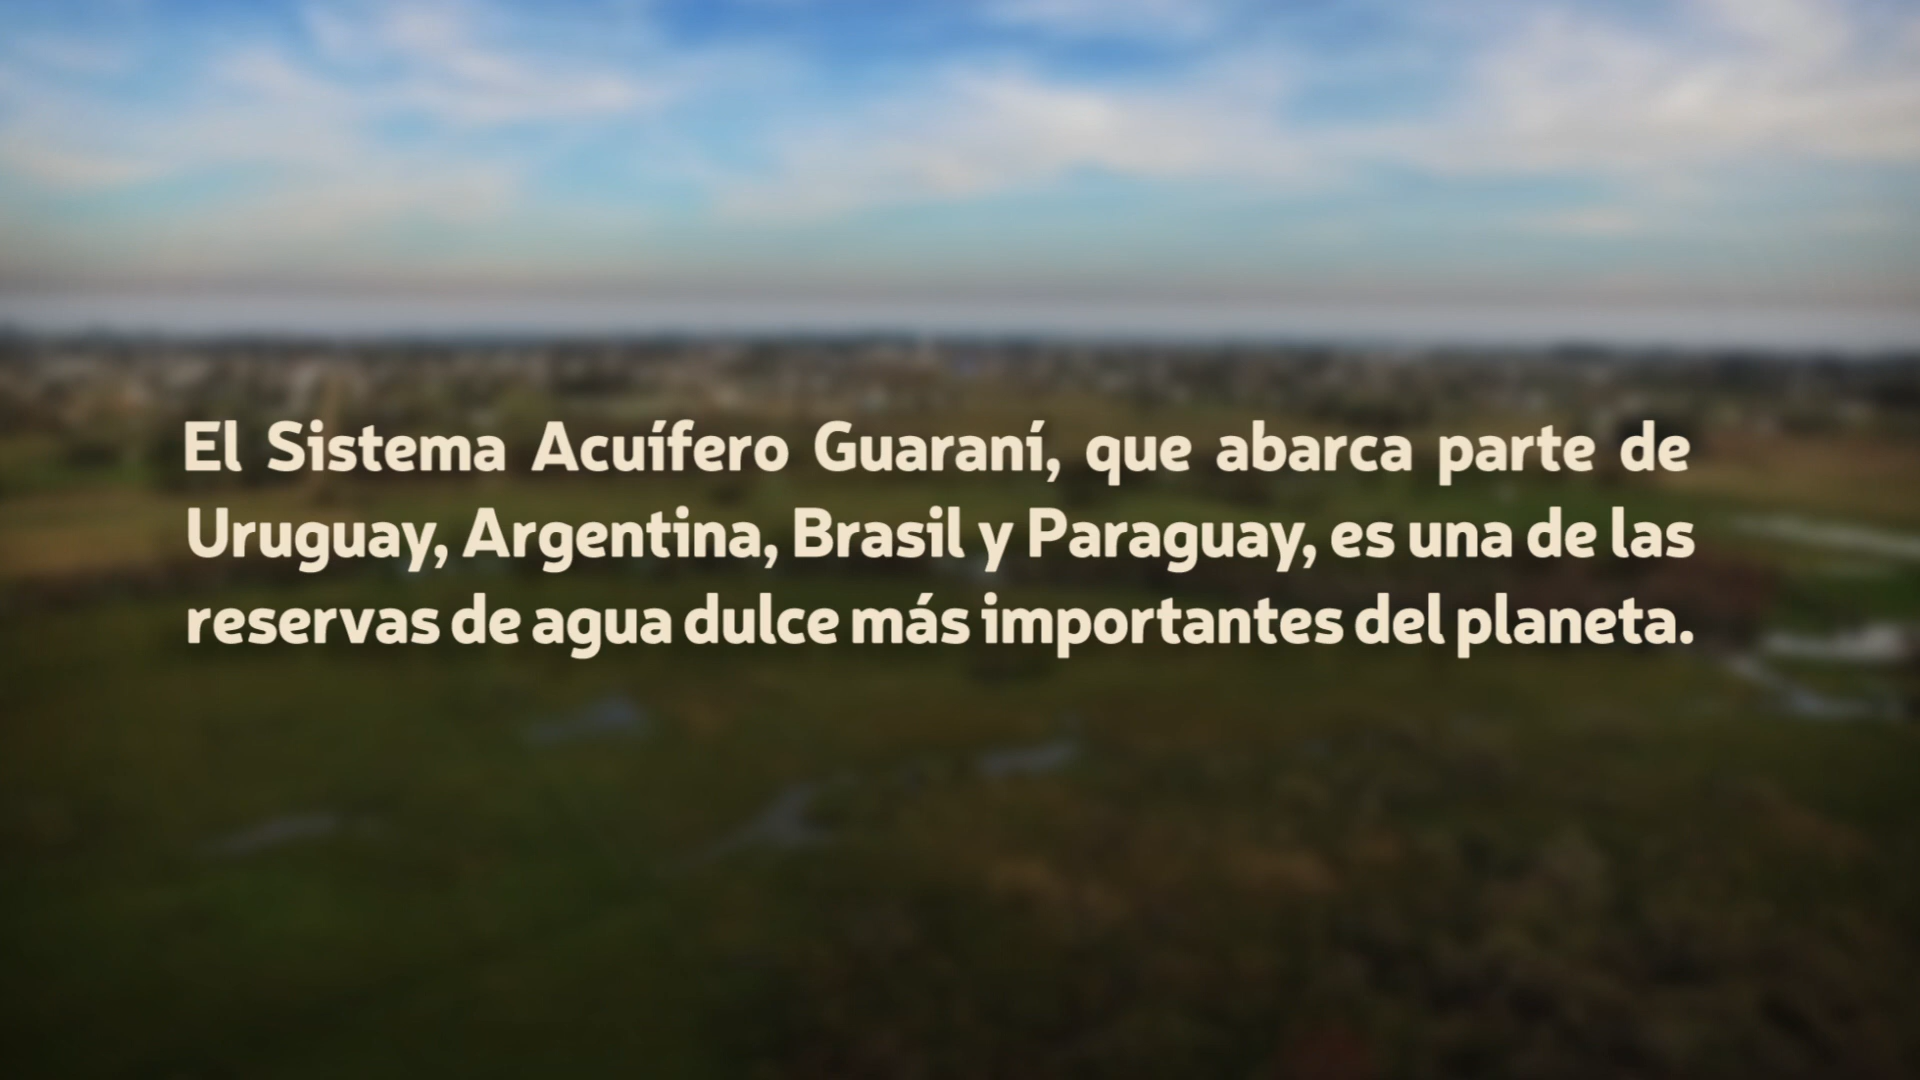 El Sistema Acuífero Guaraní, que abarca parte de
Uruguay, Argentina, Brasil y Paraguay, es una de las
reservas de agua dulce más importantes del planeta.